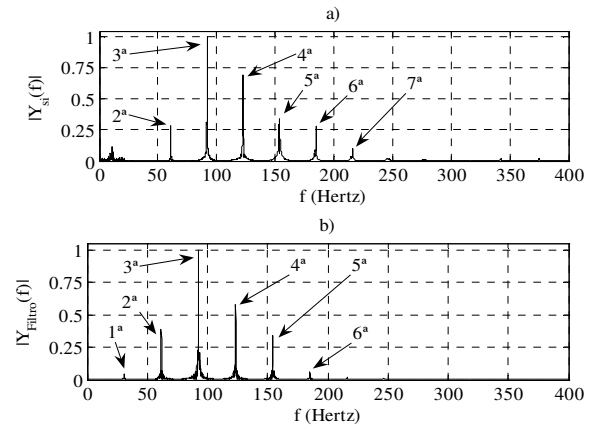 a)
1
3ª
4ª
0.75
|Y_si(f)|
5ª
6ª
7ª
0.5
2ª
0.25
0
0 50 100 150 200 250 300 350 400
f (Hertz)
b)
1
3ª
4ª
5ª
0.75
2ª
|Y_Filtro(f)|
0.5
1ª
6ª
0.25
0
0 50 100 150 200 250 300 350 400
f (Hertz)